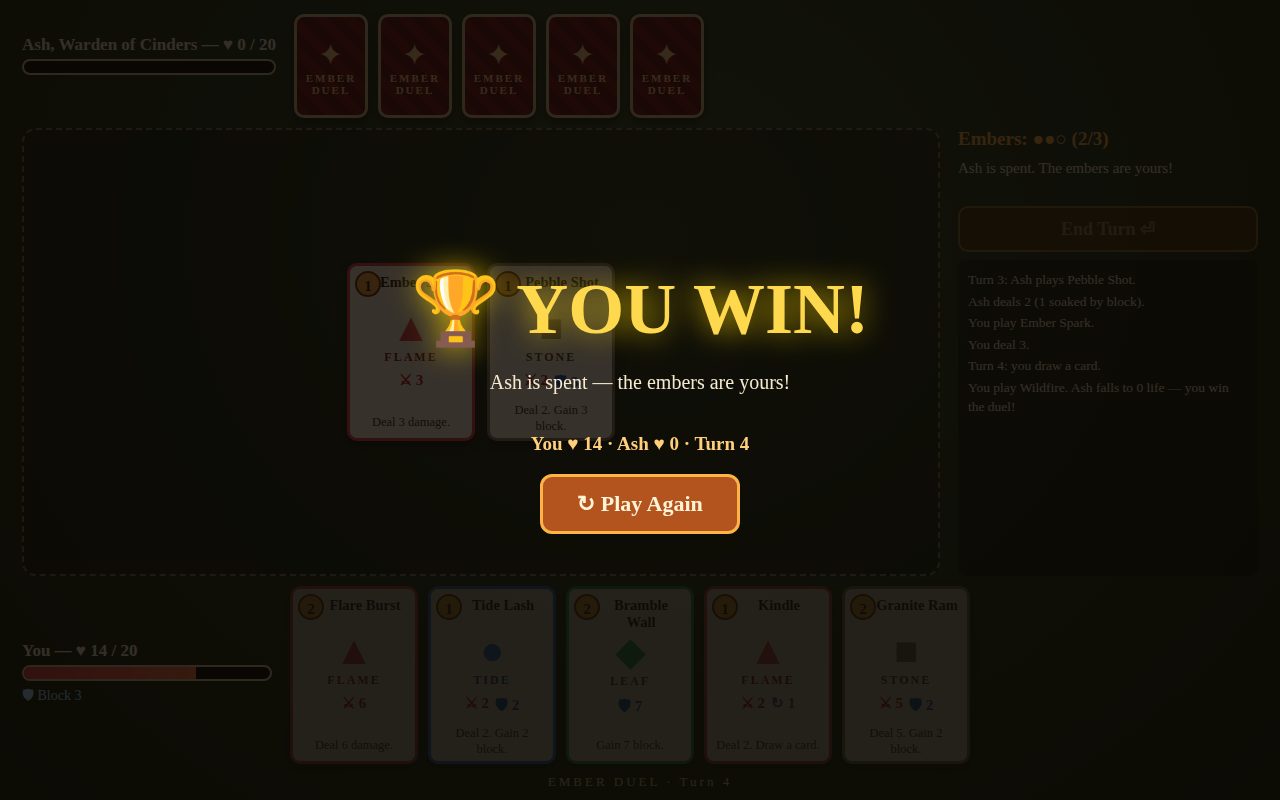 Ash, Warden of Cinders — ♥ 0 / 20
✦ EMBER DUEL
✦ EMBER DUEL
✦ EMBER DUEL
✦ EMBER DUEL
✦ EMBER DUEL
Embers: ●●○ (2/3)
Ash is spent. The embers are yours!
End Turn ⏎
Turn 3: Ash plays Pebble Shot.
Ash deals 2 (1 soaked by block).
You play Ember Spark.
You deal 3.
Turn 4: you draw a card.
You play Wildfire. Ash falls to 0 life — you win
the duel!
1
▲
FLAME
⚔ 3
Deal 3 damage.
1 Pebble Shot
■
STONE
Deal 2. Gain 3
block.
🏆 YOU WIN!
Ash is spent — the embers are yours!
You ♥ 14 · Ash ♥ 0 · Turn 4
↻ Play Again
You — ♥ 14 / 20
🛡 Block 3
2 Flare Burst
▲
FLAME
⚔ 6
Deal 6 damage.
1 Tide Lash
●
TIDE
⚔ 2 🛡 2
Deal 2. Gain 2
block.
2 Bramble
Wall
◆
LEAF
🛡 7
Gain 7 block.
1 Kindle
▲
FLAME
⚔ 2 ↻ 1
Deal 2. Draw a card.
2 Granite Ram
■
STONE
⚔ 5 🛡 2
Deal 5. Gain 2
block.
EMBER DUEL · Turn 4